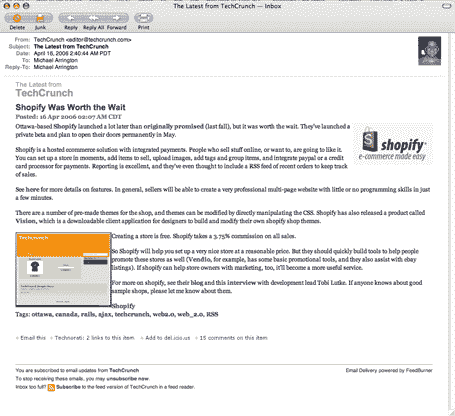 The Latest from TechCrunch — Inbox
Delete Junk Reply Reply All Forward Print
From: TechCrunch <editor@techcrunch.com>
Subject: The Latest from TechCrunch
Date: April 18, 2006 2:40:44 AM PDT
To: Michael Arrington
Reply-To: Michael Arrington
The Latest from
TechCrunch
Shopify Was Worth the Wait
Posted: 16 Apr 2006 02:07 AM CDT
Ottawa-based Shopify launched a lot later than originally promised (last fall), but it was worth the wait. They've launched a
private beta and plan to open their doors permanently in May.
shopify
e-commerce made easy
Shopify is a hosted ecommerce solution with integrated payments. People who sell stuff online, or want to, are going to like it.
You can set up a store in moments, add items to sell, upload images, add tags and group items, and integrate paypal or a credit
card processor for payments. Reporting is excellent, and they've even thought to include a RSS feed of recent orders to keep track
of sales.
See here for more details on features. In general, sellers will be able to create a very professional multi-page website with little or no programming skills in just
a few minutes.
There are a number of pre-made themes for the shop, and themes can be modified by directly manipulating the CSS. Shopify has also released a product called
Vision, which is a downloadable client application for designers to build and modify their own shopify shop themes.
Creating a store is free. Shopify takes a 3.75% commission on all sales.
So Shopify will help you set up a very nice store at a reasonable price. But they should quickly build tools to help people
promote these stores as well (Vendio, for example, has some basic promotional tools, and they also assist with ebay
listings). If shopify can help store owners with marketing, too, it'll become a more useful service.
For more on shopify, see their blog and this interview with development lead Tobi Lutke. If anyone knows about good
sample shops, please let me know about them.
Shopify
Tags: ottawa, canada, rails, ajax, techcrunch, web2.0, web_2.0, RSS
Email this Technorati: 2 links to this item Add to del.icio.us 15 comments on this item
You are subscribed to email updates from TechCrunch
To stop receiving these emails, you may unsubscribe now.
Email Delivery powered by FeedBurner
Inbox too full? Subscribe to the feed version of TechCrunch in a feed reader.